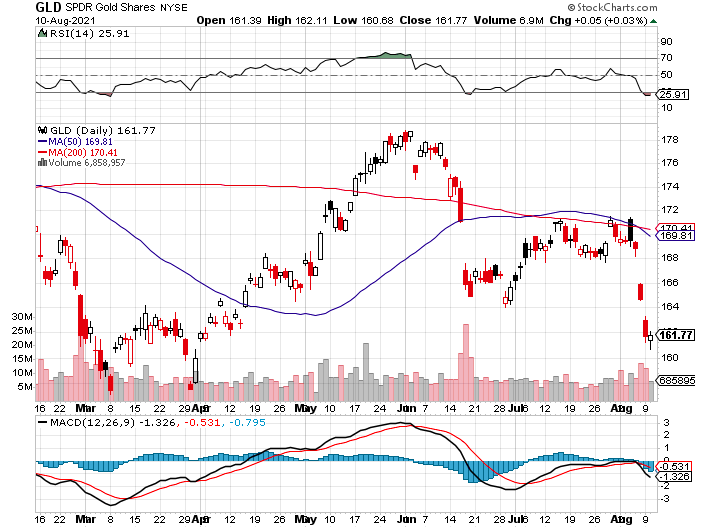 GLD SPDR Gold Shares NYSE © StockCharts.com
10-Aug-2021 Open 161.39 High 162.11 Low 160.68 Close 161.77 Volume 6.9M Chg +0.05 (+0.03%)
RSI(14) 25.91
90
70
50
30
25.91
10
GLD (Daily) 161.77
MA(50) 169.81
MA(200) 170.41
Volume 6,858,957
178
176
174
172
170.41
169.81
168
166
164
161.77
160
6858957
30M
25M
20M
15M
10M
5M
16 22 Mar 8 15 22 Apr 12 19 26 May 10 17 24 Jun 7 14 21 28 Jul 12 19 26 Aug 9
MACD(12,26,9) -1.326, -0.531, -0.795
3
2
1
0
-0.531
-1.326
-2
-3
16 22 Mar 8 15 22 Apr 12 19 26 May 10 17 24 Jun 7 14 21 28 Jul 12 19 26 Aug 9